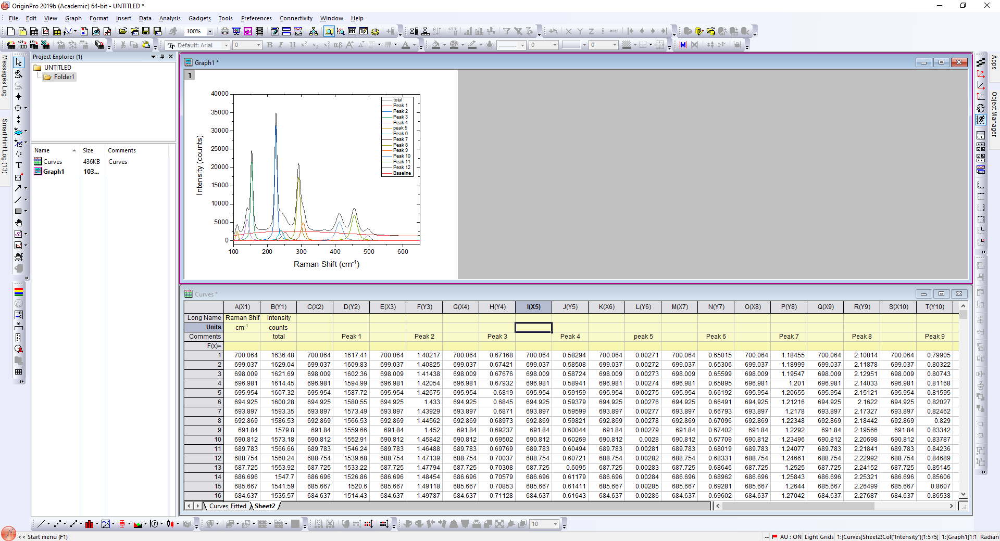 OriginPro 2019b (Academic) 64-bit - UNTITLED *
File Edit View Graph Format Insert Data Analysis Gadgets Tools Preferences Connectivity Window Help
100%
Default: Arial 0 B I U 0 0
Messages Log
Smart Hint Log (13)
Project Explorer (1)
UNTITLED
Folder1
Name Size Comments
Curves 436KB Curves
Graph1 103...
Apps
Object Manager
Graph1 *
1
40000
35000
30000
25000
20000
15000
10000
5000
0
Intensity (counts)
100 200 300 400 500 600
Raman Shift (cm-1)
total
Peak 1
Peak 2
Peak 3
Peak 4
peak 5
Peak 6
Peak 7
Peak 8
Peak 9
Peak 10
Peak 11
Peak 12
Baseline
Curves *
A(X1) B(Y1) C(X2) D(Y2) E(X3) F(Y3) G(X4) H(Y4) I(X5) J(Y5) K(X6) L(Y6) M(X7) N(Y7) O(X8) P(Y8) Q(X9) R(Y9) S(X10) T(Y10)
Long Name Raman Shif Intensity
Units cm-1 counts
Comments total Peak 1 Peak 2 Peak 3 Peak 4 peak 5 Peak 6 Peak 7 Peak 8 Peak 9
F(x)=
1 700.064 1636.48 700.064 1617.41 700.064 1.40217 700.064 0.67168 700.064 0.58294 700.064 0.00271 700.064 0.65015 700.064 1.18455 700.064 2.10814 700.064 0.79905
2 699.037 1629.04 699.037 1609.83 699.037 1.40825 699.037 0.67421 699.037 0.58508 699.037 0.00272 699.037 0.65306 699.037 1.18999 699.037 2.11878 699.037 0.80322
3 698.009 1621.69 698.009 1602.36 698.009 1.41438 698.009 0.67676 698.009 0.58724 698.009 0.00273 698.009 0.65599 698.009 1.19547 698.009 2.12951 698.009 0.80743
4 696.981 1614.45 696.981 1594.99 696.981 1.42054 696.981 0.67932 696.981 0.58941 696.981 0.00274 696.981 0.65895 696.981 1.201 696.981 2.14033 696.981 0.81168
5 695.954 1607.32 695.954 1587.72 695.954 1.42675 695.954 0.6819 695.954 0.59159 695.954 0.00275 695.954 0.66192 695.954 1.20655 695.954 2.15121 695.954 0.81595
6 694.925 1600.28 694.925 1580.55 694.925 1.433 694.925 0.6845 694.925 0.59379 694.925 0.00276 694.925 0.66491 694.925 1.21216 694.925 2.1622 694.925 0.82027
7 693.897 1593.35 693.897 1573.49 693.897 1.43929 693.897 0.6871 693.897 0.59599 693.897 0.00277 693.897 0.66793 693.897 1.2178 693.897 2.17327 693.897 0.82462
8 692.869 1586.53 692.869 1566.53 692.869 1.44562 692.869 0.68973 692.869 0.59821 692.869 0.00278 692.869 0.67096 692.869 1.22348 692.869 2.18442 692.869 0.829
9 691.84 1579.8 691.84 1559.66 691.84 1.452 691.84 0.69237 691.84 0.60044 691.84 0.00279 691.84 0.67402 691.84 1.2292 691.84 2.19566 691.84 0.83342
10 690.812 1573.18 690.812 1552.91 690.812 1.45842 690.812 0.69502 690.812 0.60269 690.812 0.0028 690.812 0.67709 690.812 1.23496 690.812 2.20698 690.812 0.83787
11 689.783 1566.66 689.783 1546.24 689.783 1.46488 689.783 0.69769 689.783 0.60494 689.783 0.00281 689.783 0.68019 689.783 1.24077 689.783 2.21841 689.783 0.84236
12 688.754 1560.24 688.754 1539.68 688.754 1.47139 688.754 0.70037 688.754 0.60721 688.754 0.00282 688.754 0.68331 688.754 1.24661 688.754 2.22992 688.754 0.84689
13 687.725 1553.92 687.725 1533.22 687.725 1.47794 687.725 0.70308 687.725 0.6095 687.725 0.00283 687.725 0.68646 687.725 1.2525 687.725 2.24152 687.725 0.85145
14 686.696 1547.7 686.696 1526.86 686.696 1.48454 686.696 0.70579 686.696 0.61179 686.696 0.00284 686.696 0.68962 686.696 1.25843 686.696 2.25321 686.696 0.85606
15 685.667 1541.59 685.667 1520.6 685.667 1.49118 685.667 0.70853 685.667 0.61411 685.667 0.00285 685.667 0.69281 685.667 1.2644 685.667 2.26499 685.667 0.8607
16 684.637 1535.57 684.637 1514.43 684.637 1.49787 684.637 0.71128 684.637 0.61643 684.637 0.00286 684.637 0.69602 684.637 1.27042 684.637 2.27687 684.637 0.86538
Curves_Fitted Sheet2
10
<< Start menu (F1)
-- AU : ON Light Grids 1:[Curves]Sheet2!Col("Intensity")[1:575] 1:[Graph1]1!1 Radian